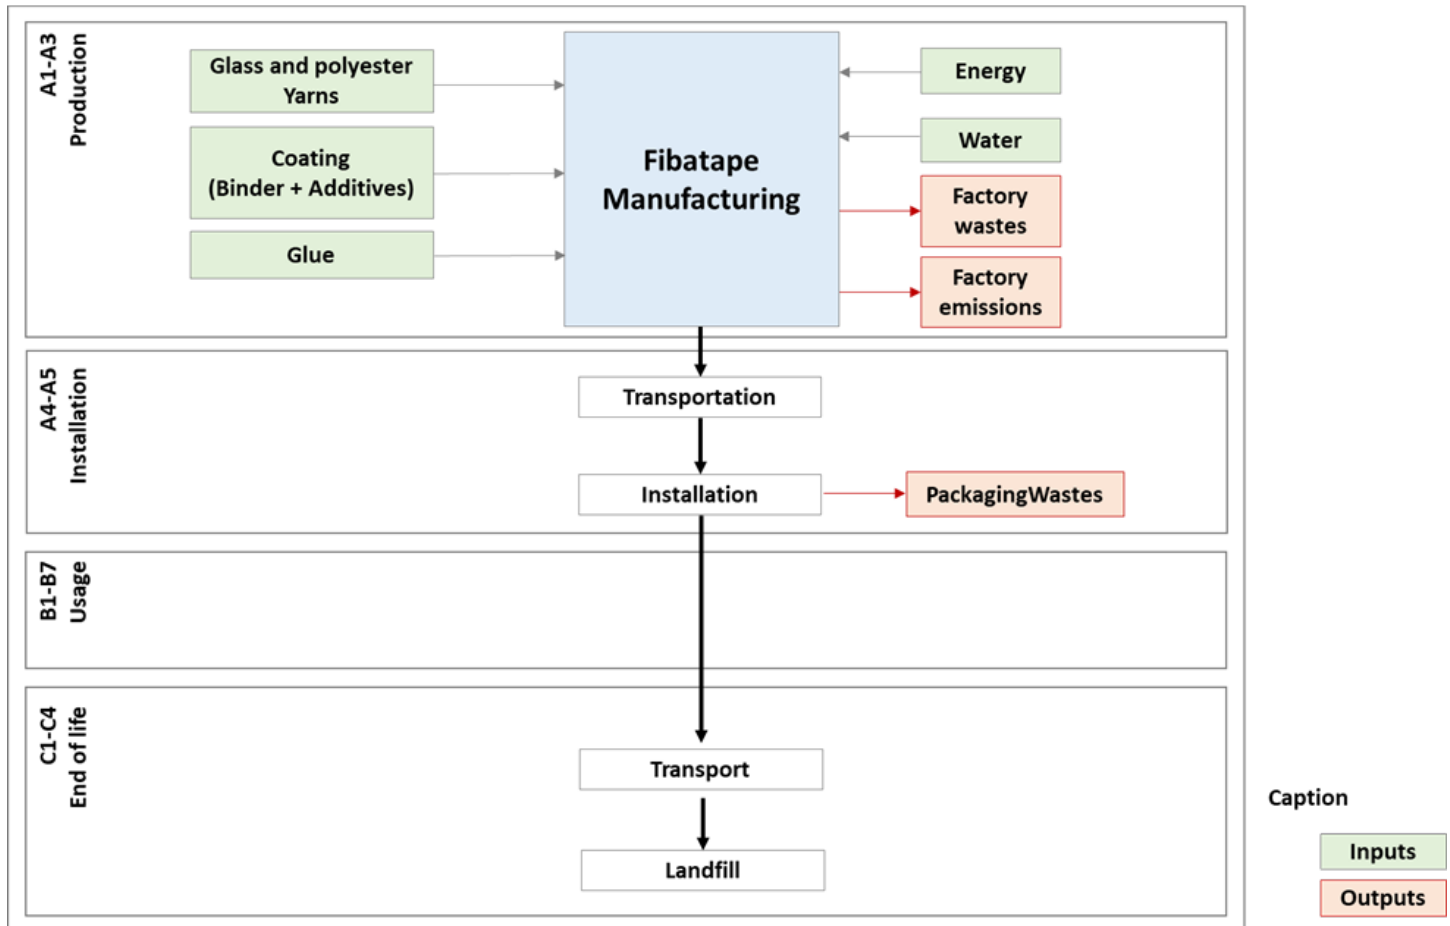 A1-A3
Production
Glass and polyester
Yarns
Coating
(Binder + Additives)
Glue
Fibatape
Manufacturing
Energy
Water
Factory
wastes
Factory
emissions
A4-A5
Installation
Transportation
Installation
PackagingWastes
B1-B7
Usage
C1-C4
End of life
Transport
Landfill
Caption
Inputs
Outputs